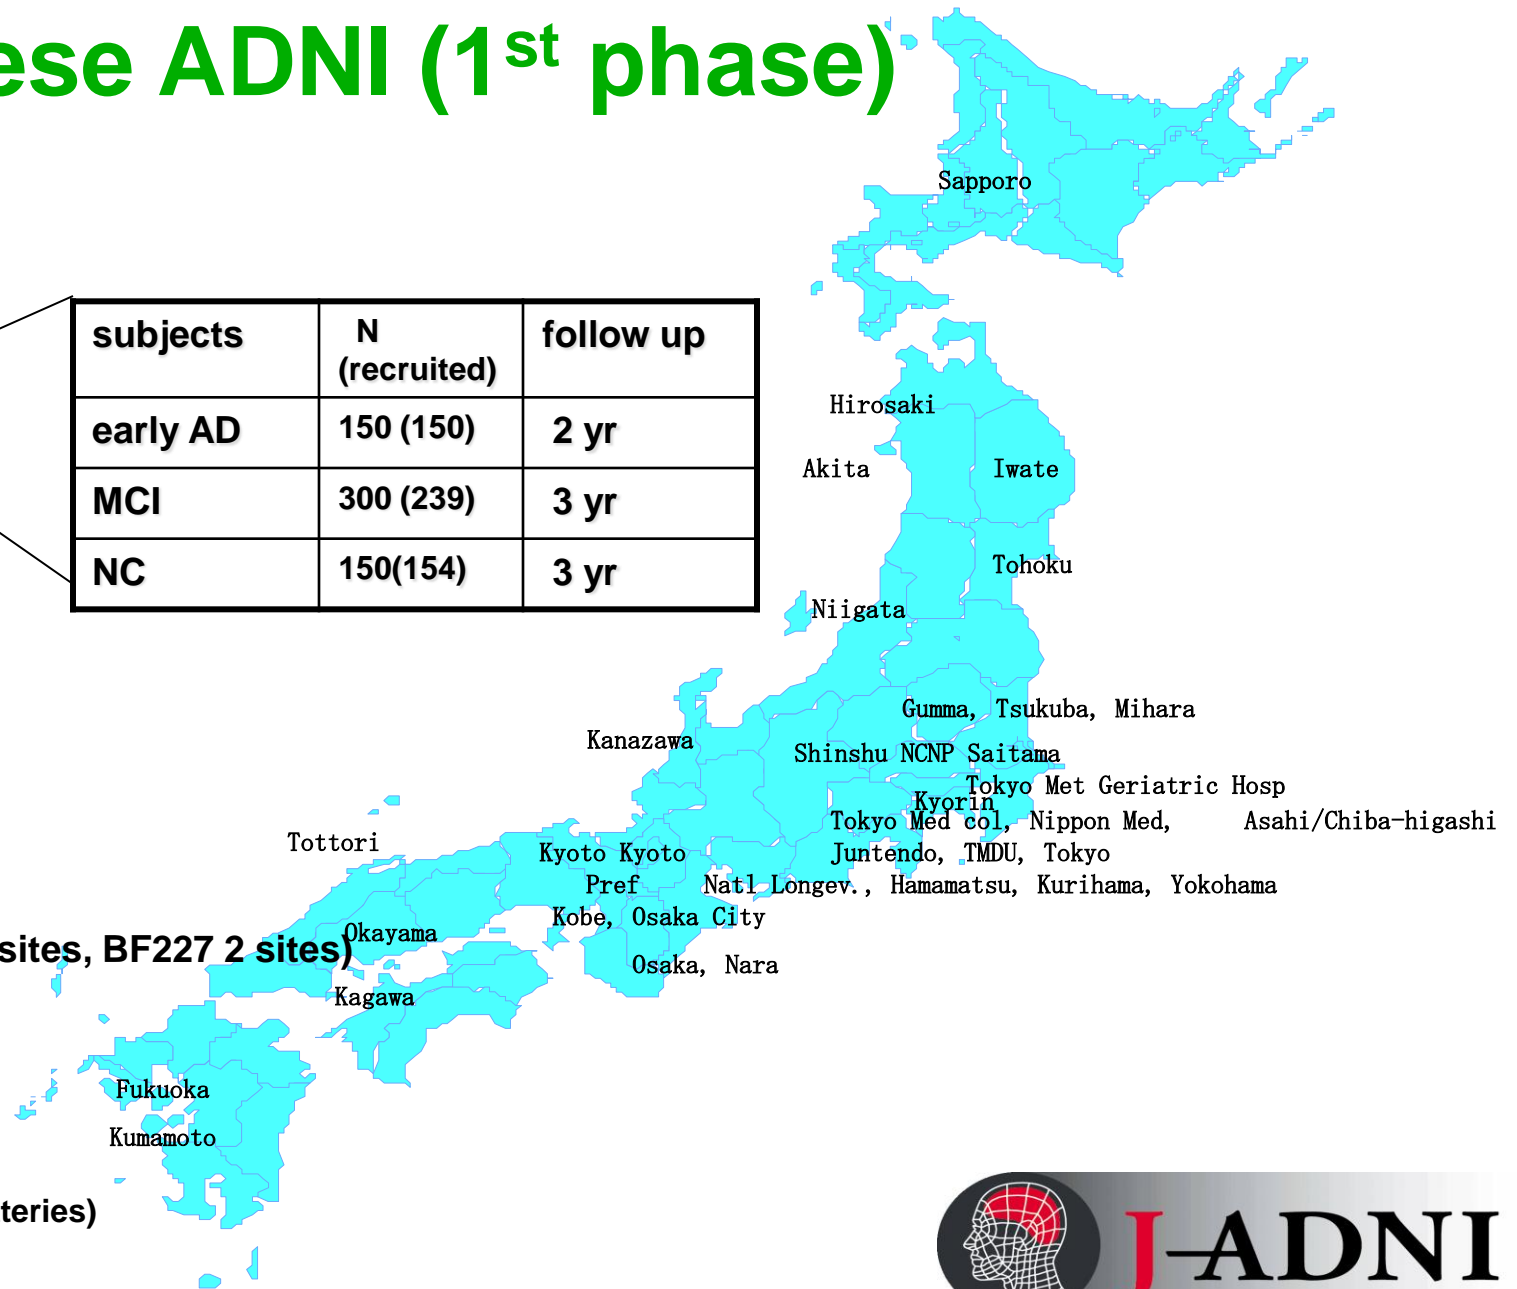 ese ADNI (1st phase)
Sapporo
subjects N (recruited) follow up
early AD 150 (150) 2 yr
MCI 300 (239) 3 yr
NC 150(154) 3 yr
Hirosaki
Akita Iwate
Tohoku
Niigata
Gumma, Tsukuba, Mihara
Kanazawa
Shinshu NCNP Saitama
Tokyo Met Geriatric Hosp
Kyorin
Tokyo Med col, Nippon Med, Asahi/Chiba-higashi
Tottori
Kyoto Kyoto
Juntendo, TMDU, Tokyo
Pref Natl Longev., Hamamatsu, Kurihama, Yokohama
Kobe, Osaka City
Okayama
sites, BF227 2 sites)
Osaka, Nara
Kagawa
Fukuoka
Kumamoto
teries)
J-ADNI